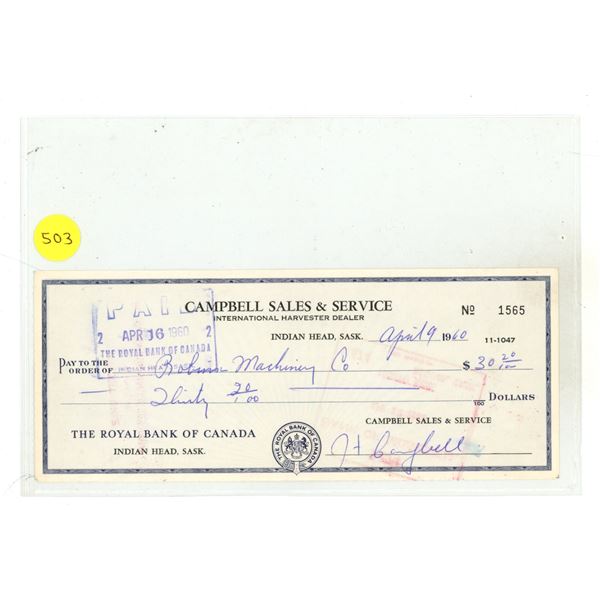 503
CAMPBELL SALES & SERVICE
INTERNATIONAL HARVESTER DEALER
Nº 1565
PAID
2 APR 16 1960 2
THE ROYAL BANK OF CANADA
INDIAN HEAD
INDIAN HEAD, SASK. April 9 1960 11-1047
PAY TO THE ORDER OF Machinery Co $ 30 20/100
Thirty 20/100 100 DOLLARS
CAMPBELL SALES & SERVICE
THE ROYAL BANK OF CANADA
INDIAN HEAD, SASK.
THE ROYAL BANK OF CANADA
Campbell